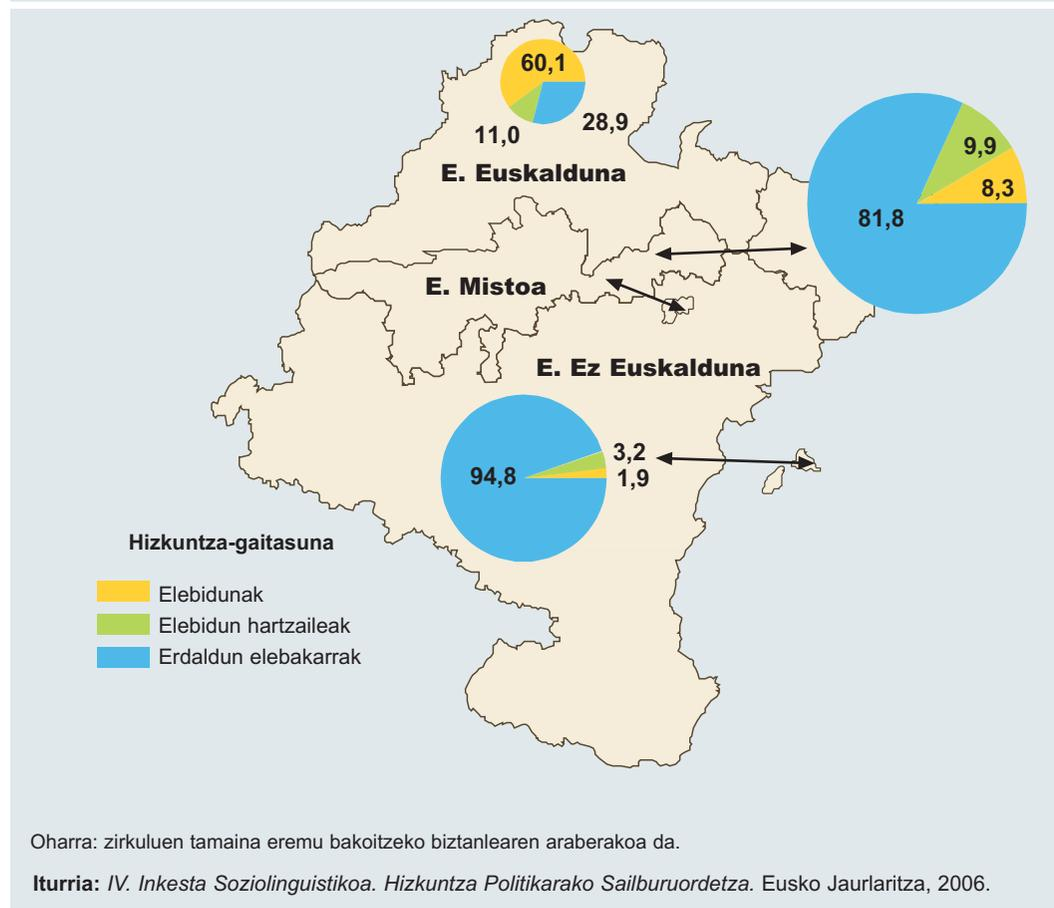 60,1
11,0
28,9
E. Euskalduna
9,9
8,3
81,8
E. Mistoa
E. Ez Euskalduna
94,8
3,2
1,9
Hizkuntza-gaitasuna
Elebidunak
Elebidun hartzaileak
Erdaldun elebakarrak
Oharra: zirkuluen tamaina eremu bakoitzeko biztanlearen araberakoa da.
Iturria: IV. Inkesta Soziolinguistikoa. Hizkuntza Politikarako Sailburuordetza. Eusko Jaurlaritza, 2006.